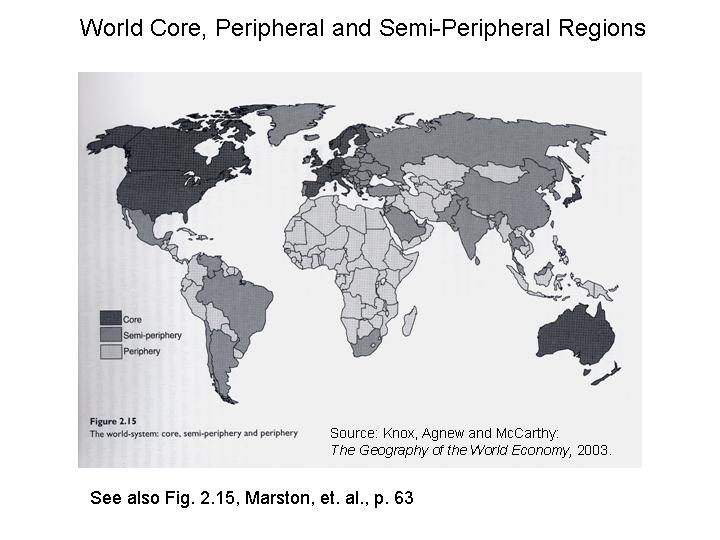 World Core, Peripheral and Semi-Peripheral Regions
Core
Semi-periphery
Periphery
Figure 2.15
The world-system: core, semi-periphery and periphery
Source: Knox, Agnew and McCarthy:
The Geography of the World Economy, 2003.
See also Fig. 2.15, Marston, et. al., p. 63